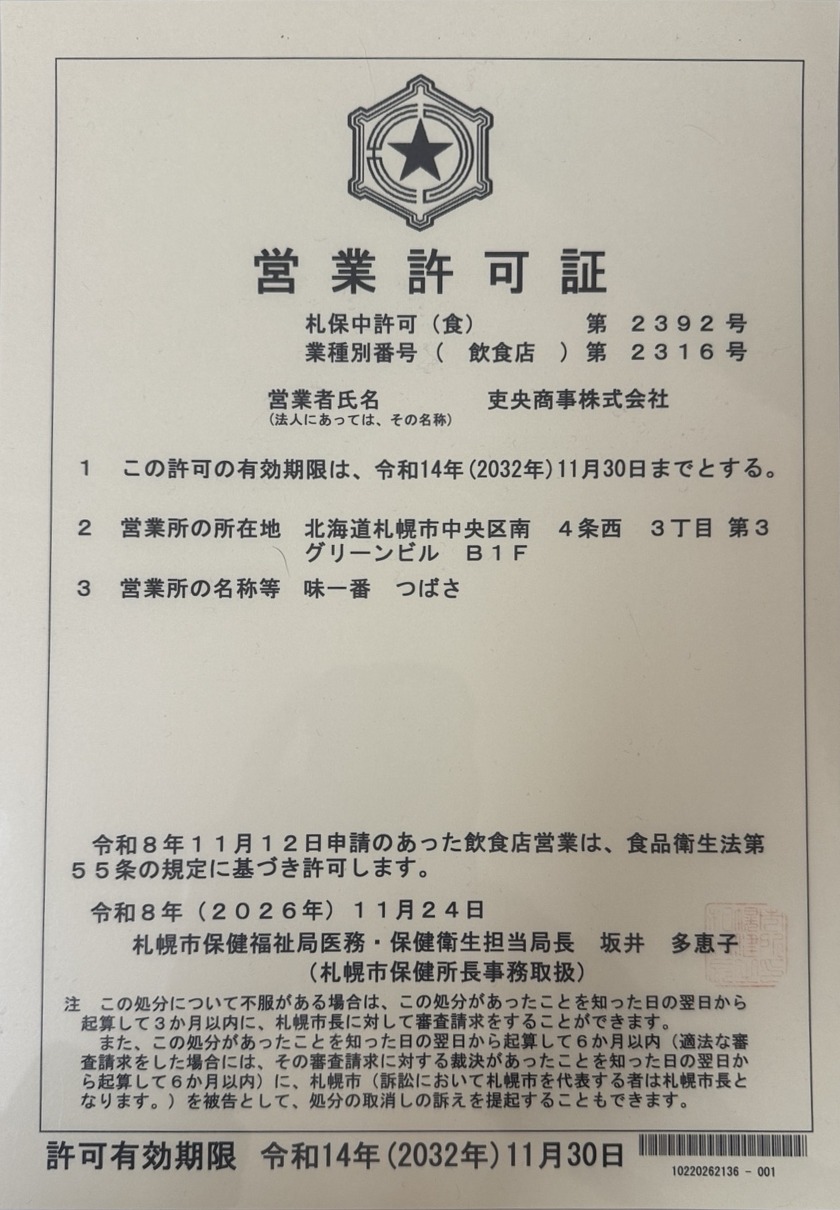 営業許可証
札保中許可（食） 第 ２３９２ 号
業種別番号（ 飲食店 ）第 ２３１６ 号
営業者氏名 吏央商事株式会社
（法人にあっては、その名称）
1 この許可の有効期限は、令和14年(2032年)11月30日までとする。
2 営業所の所在地 北海道札幌市中央区南 ４条西 ３丁目 第３
グリーンビル Ｂ１Ｆ
3 営業所の名称等 味一番 つばさ
令和８年１１月１２日申請のあった飲食店営業は、食品衛生法第
５５条の規定に基づき許可します。
令和８年（２０２６年）１１月２４日
札幌市保健福祉局医務・保健衛生担当局長 坂井 多恵子
（札幌市保健所長事務取扱）
注 この処分について不服がある場合は、この処分があったことを知った日の翌日から
起算して３か月以内に、札幌市長に対して審査請求をすることができます。
また、この処分があったことを知った日の翌日から起算して６か月以内（適法な審
査請求をした場合には、その審査請求に対する裁決があったことを知った日の翌日か
ら起算して６か月以内）に、札幌市（訴訟において札幌市を代表する者は札幌市長と
なります。）を被告として、処分の取消しの訴えを提起することもできます。
許可有効期限 令和14年(2032年)11月30日
10220262136 - 001